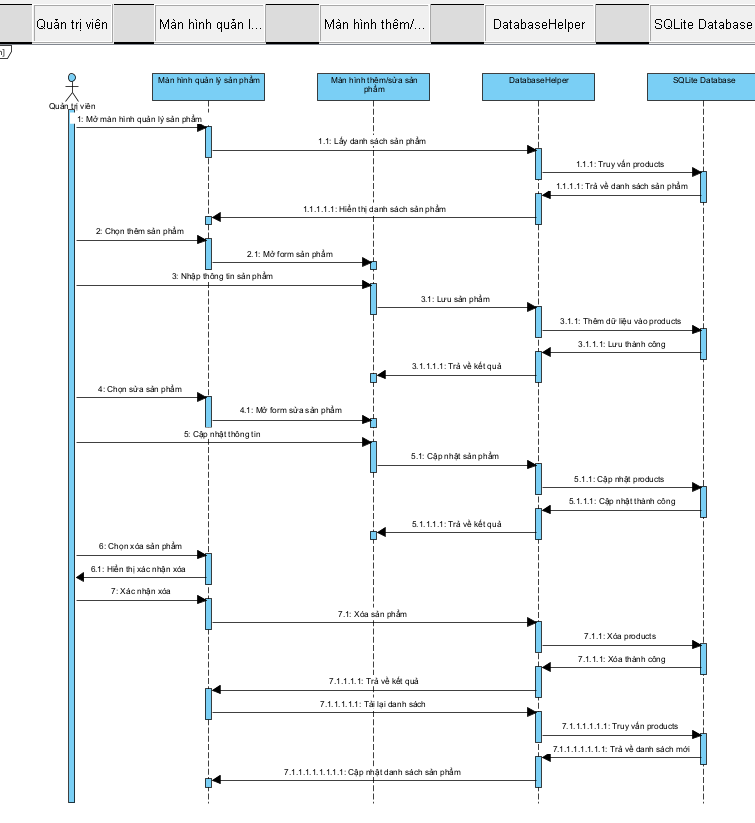 Quản trị viên
Màn hình quản l...
Màn hình thêm/...
DatabaseHelper
SQLite Database
n]
Quản trị viên
Màn hình quản lý sản phẩm
Màn hình thêm/sửa sản
phẩm
DatabaseHelper
SQLite Database
1: Mở màn hình quản lý sản phẩm
1.1: Lấy danh sách sản phẩm
1.1.1: Truy vấn products
1.1.1.1: Trả về danh sách sản phẩm
1.1.1.1.1: Hiển thị danh sách sản phẩm
2: Chọn thêm sản phẩm
2.1: Mở form sản phẩm
3: Nhập thông tin sản phẩm
3.1: Lưu sản phẩm
3.1.1: Thêm dữ liệu vào products
3.1.1.1: Lưu thành công
3.1.1.1.1: Trả về kết quả
4: Chọn sửa sản phẩm
4.1: Mở form sửa sản phẩm
5: Cập nhật thông tin
5.1: Cập nhật sản phẩm
5.1.1: Cập nhật products
5.1.1.1: Cập nhật thành công
5.1.1.1.1: Trả về kết quả
6: Chọn xóa sản phẩm
6.1: Hiển thị xác nhận xóa
7: Xác nhận xóa
7.1: Xóa sản phẩm
7.1.1: Xóa products
7.1.1.1: Xóa thành công
7.1.1.1.1: Trả về kết quả
7.1.1.1.1.1: Tải lại danh sách
7.1.1.1.1.1.1: Truy vấn products
7.1.1.1.1.1.1.1: Trả về danh sách mới
7.1.1.1.1.1.1.1.1: Cập nhật danh sách sản phẩm